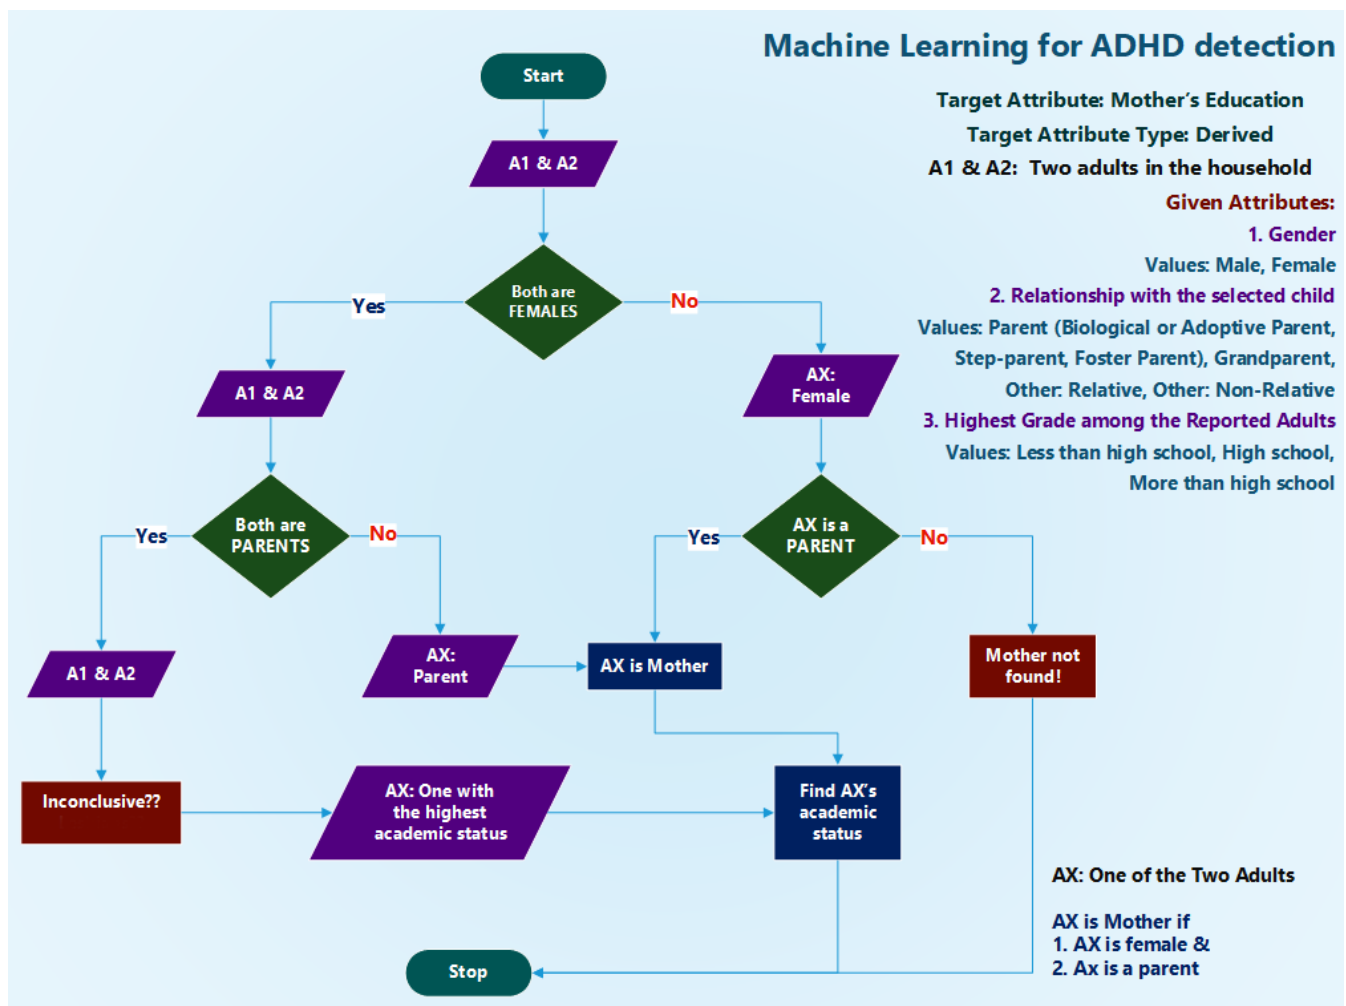 Machine Learning for ADHD detection
Target Attribute: Mother's Education
Target Attribute Type: Derived
A1 & A2: Two adults in the household
Given Attributes:
1. Gender
Values: Male, Female
2. Relationship with the selected child
Values: Parent (Biological or Adoptive Parent,
Step-parent, Foster Parent), Grandparent,
Other: Relative, Other: Non-Relative
3. Highest Grade among the Reported Adults
Values: Less than high school, High school,
More than high school
Start
A1 & A2
Both are
FEMALES
Yes
No
A1 & A2
AX:
Female
Both are
PARENTS
Yes
No
AX is a
PARENT
Yes
No
A1 & A2
AX:
Parent
AX is Mother
Mother not
found!
Inconclusive??
AX: One with
the highest
academic status
Find AX's
academic
status
Stop
AX: One of the Two Adults
AX is Mother if
1. AX is female &
2. Ax is a parent